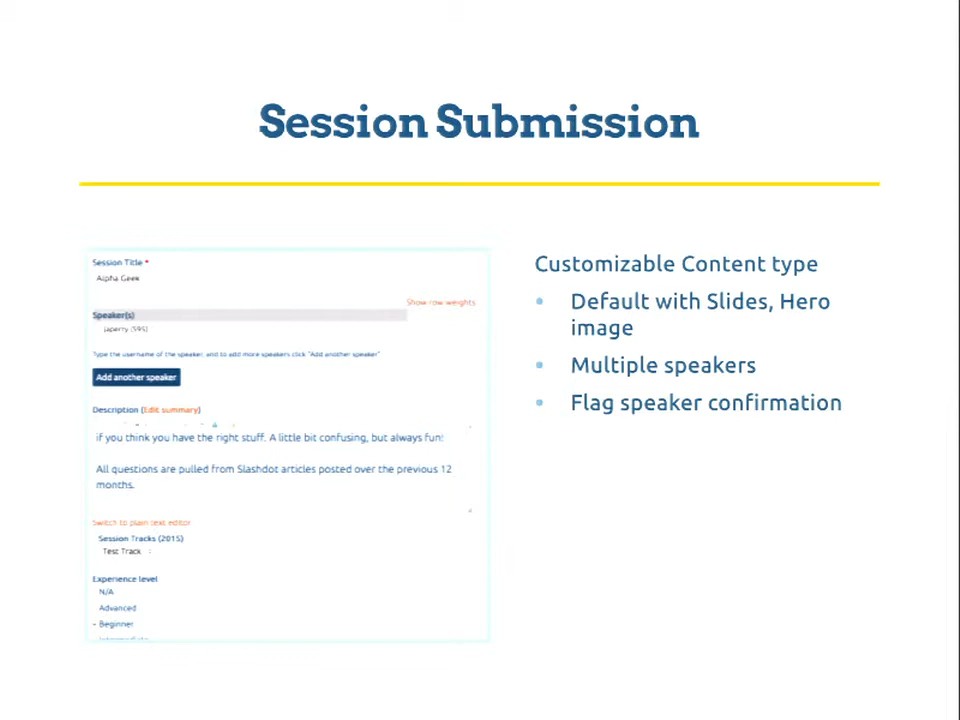 Session Submission
Session Title *
Alpha Geek
Show row weights
Speaker(s)
japerry (595)
Type the username of the speaker, and to add more speakers click "Add another speaker"
Add another speaker
Description (Edit summary)
if you think you have the right stuff. A little bit confusing, but always fun!
All questions are pulled from Slashdot articles posted over the previous 12
months.
Switch to plain text editor
Session Tracks (2015)
Test Track
Experience level
N/A
Advanced
Beginner
Intermediate
Customizable Content type
• Default with Slides, Hero
image
• Multiple speakers
• Flag speaker confirmation